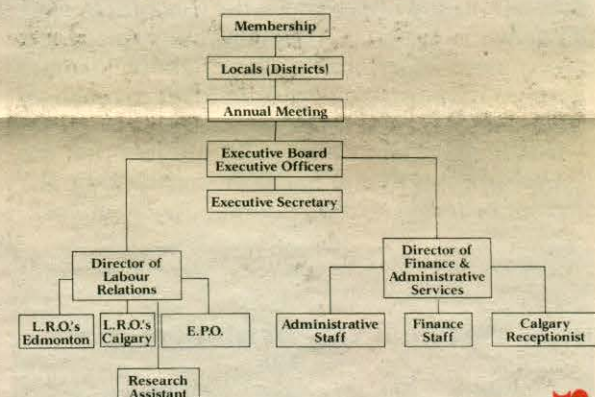 Membership
Locals (Districts)
Annual Meeting
Executive Board
Executive Officers
Executive Secretary
Director of
Labour
Relations
Director of
Finance &
Administrative
Services
L.R.O.'s
Edmonton
L.R.O.'s
Calgary
E.P.O.
Administrative
Staff
Finance
Staff
Calgary
Receptionist
Research
Assistant